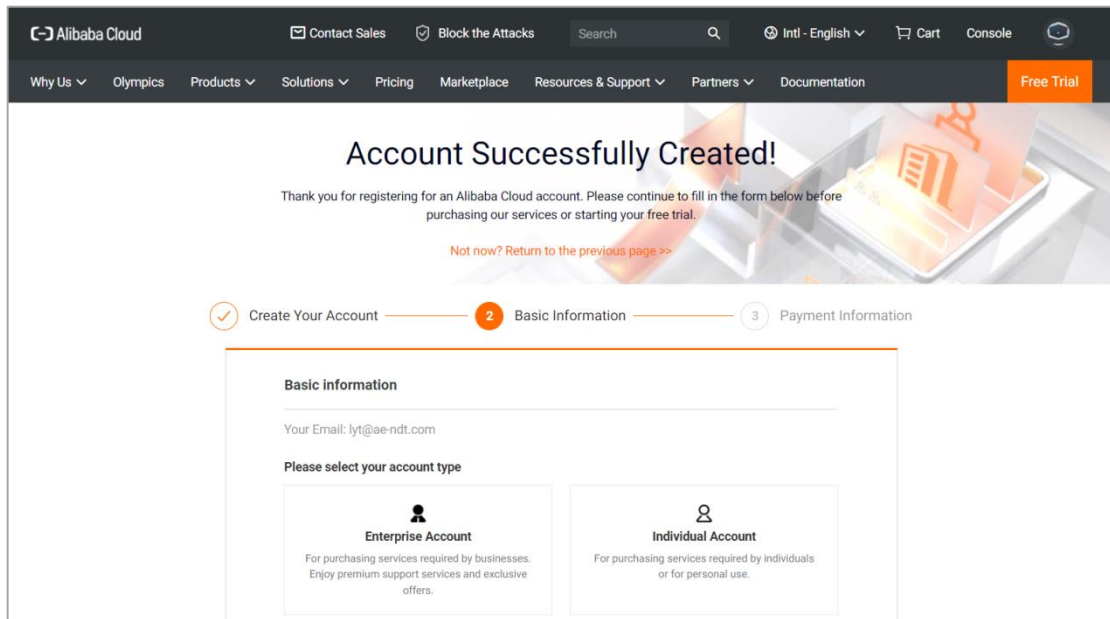 Alibaba Cloud Contact Sales Block the Attacks Search Intl - English Cart Console
Why Us Olympics Products Solutions Pricing Marketplace Resources & Support Partners Documentation Free Trial
Account Successfully Created!
Thank you for registering for an Alibaba Cloud account. Please continue to fill in the form below before
purchasing our services or starting your free trial.
Not now? Return to the previous page >>
Create Your Account 2 Basic Information 3 Payment Information
Basic information
Your Email: lyt@ae-ndt.com
Please select your account type
Enterprise Account
For purchasing services required by businesses.
Enjoy premium support services and exclusive
offers.
Individual Account
For purchasing services required by individuals
or for personal use.